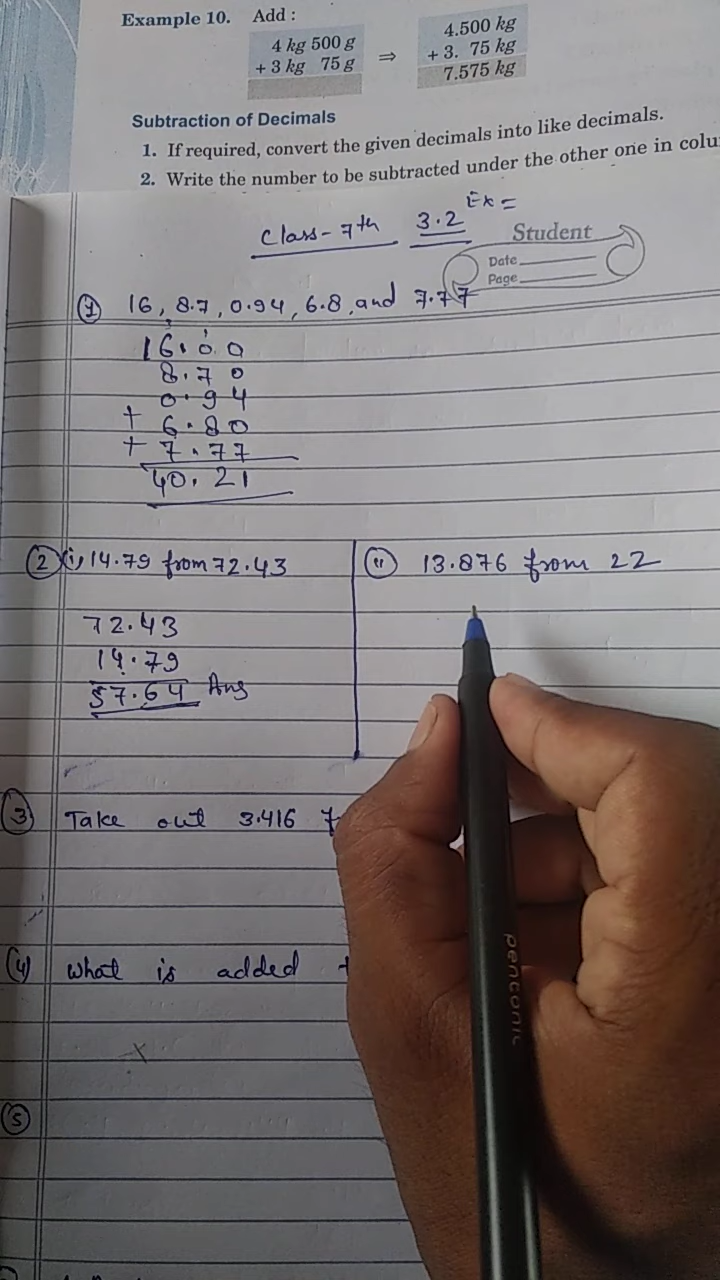 Example 10. Add :
4 kg 500 g
+ 3 kg 75 g
⇒
4.500 kg
+ 3. 75 kg
7.575 kg
Subtraction of Decimals
1. If required, convert the given decimals into like decimals.
2. Write the number to be subtracted under the other one in colu
Class - 7th 3.2 Ex =
Student
Date
Page
1 16, 8.7, 0.94, 6.8, and 7.77
16.00
8.70
0.94
+ 6.80
+ 7.77
40.21
2 (i) 14.79 from 72.43
72.43
14.79
57.64 Ans
(ii) 13.876 from 22
3 Take out 3.416
(4) What is added
5
pentonic